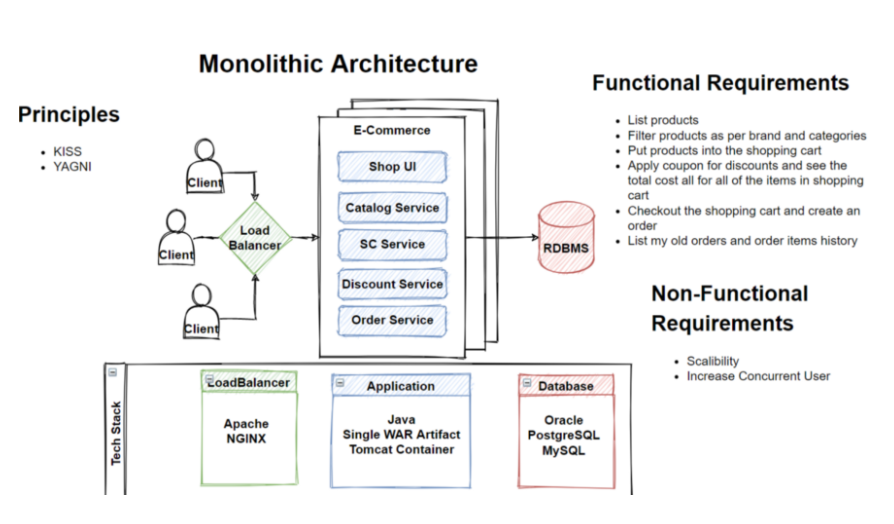 Monolithic Architecture
Principles
KISS
YAGNI
Client
Client
Client
Load
Balancer
E-Commerce
Shop UI
Catalog Service
SC Service
Discount Service
Order Service
RDBMS
Functional Requirements
List products
Filter products as per brand and categories
Put products into the shopping cart
Apply coupon for discounts and see the
total cost all for all of the items in shopping
cart
Checkout the shopping cart and create an
order
List my old orders and order items history
Non-Functional
Requirements
Scalibility
Increase Concurrent User
Tech Stack
LoadBalancer
Apache
NGINX
Application
Java
Single WAR Artifact
Tomcat Container
Database
Oracle
PostgreSQL
MySQL